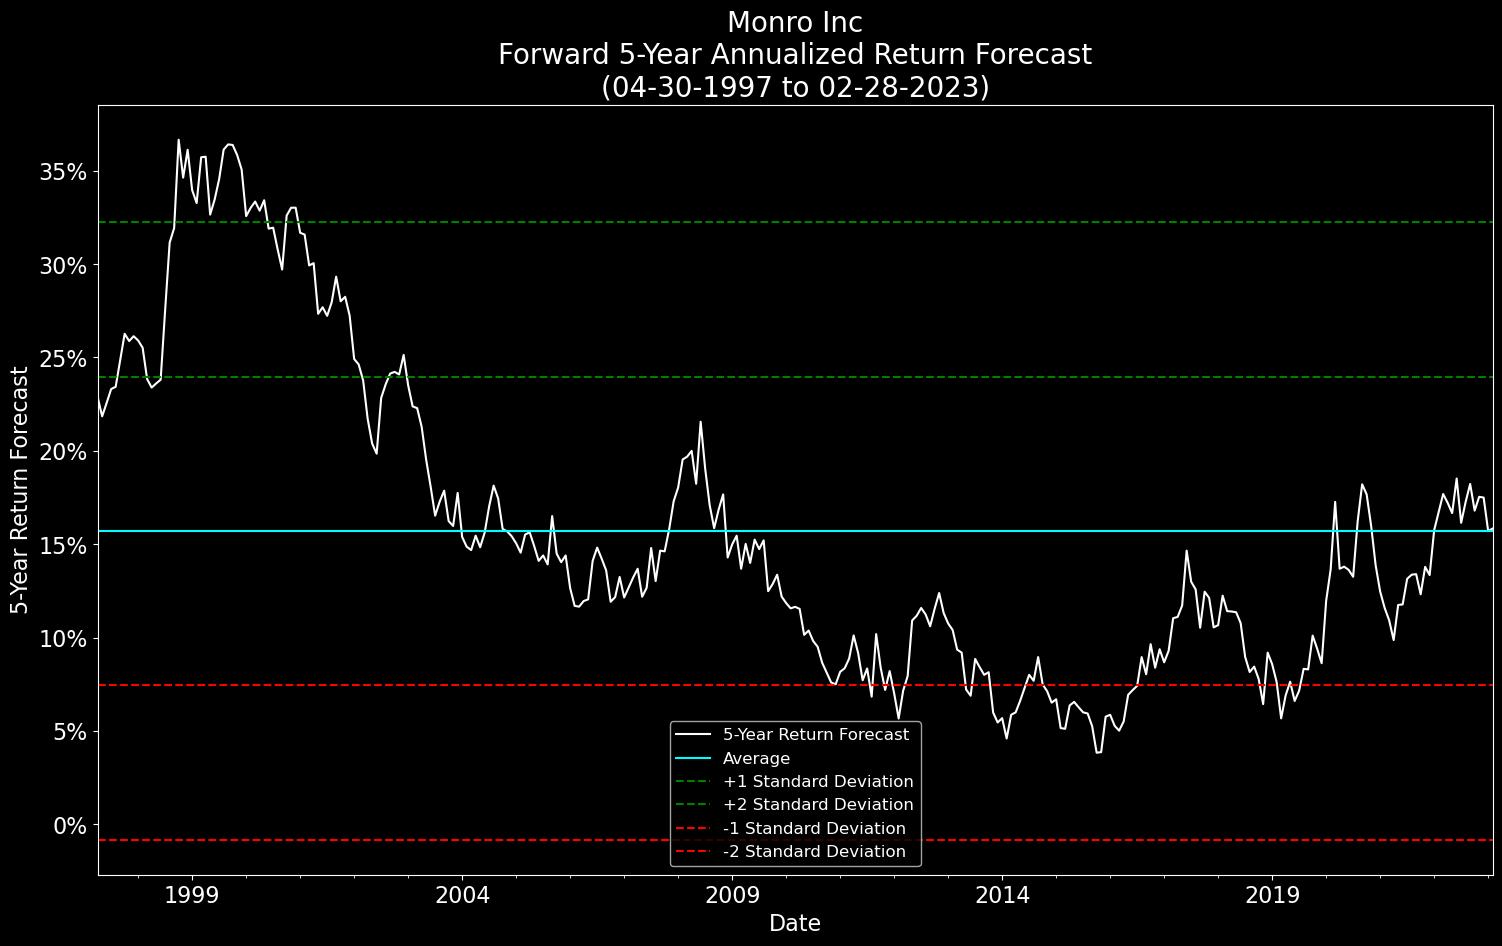 Monro Inc
Forward 5-Year Annualized Return Forecast
(04-30-1997 to 02-28-2023)
5-Year Return Forecast
35%
30%
25%
20%
15%
10%
5%
0%
5-Year Return Forecast
Average
+1 Standard Deviation
+2 Standard Deviation
-1 Standard Deviation
-2 Standard Deviation
1999 2004 2009 2014 2019
Date